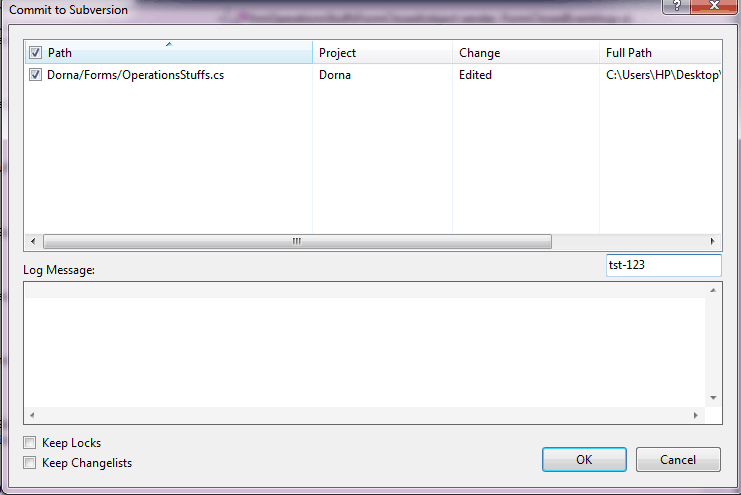 Commit to Subversion
Path Project Change Full Path
Dorna/Forms/OperationsStuffs.cs Dorna Edited C:\Users\HP\Desktop\
Log Message: tst-123
Keep Locks
Keep Changelists
OK Cancel